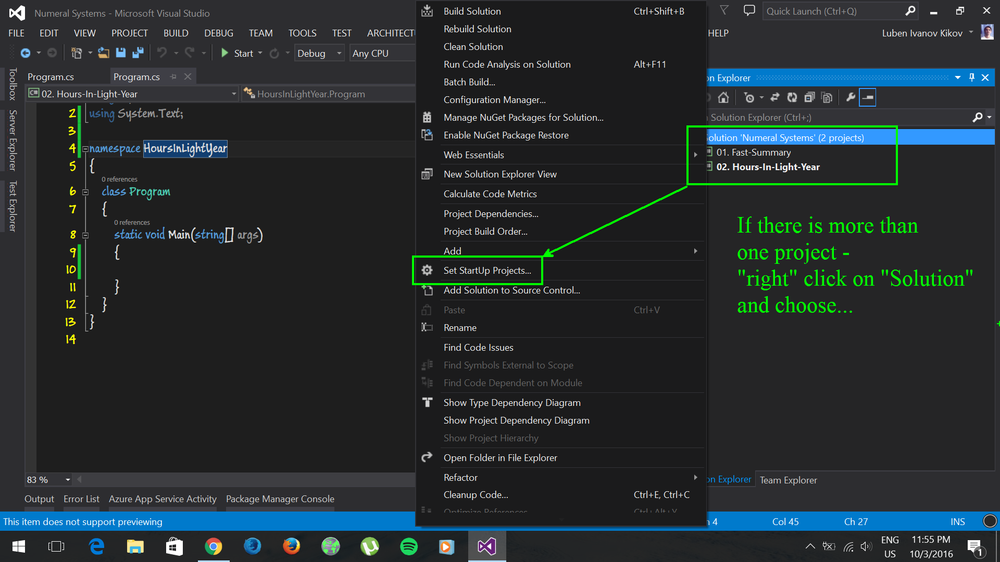 Numeral Systems - Microsoft Visual Studio
Quick Launch (Ctrl+Q)
FILE EDIT VIEW PROJECT BUILD DEBUG TEAM TOOLS TEST ARCHITECTU HELP
Luben Ivanov Kikov
Start Debug Any CPU
Toolbox
Server Explorer
Test Explorer
Program.cs Program.cs
02. Hours-In-Light-Year HoursInLightYear.Program
2 using System.Text;
3
4 namespace HoursInLightYear
5 {
0 references
6 class Program
7 {
0 references
8 static void Main(string[] args)
9 {
10
11 }
12 }
13 }
14
83 %
Output Error List Azure App Service Activity Package Manager Console
This item does not support previewing
Build Solution Ctrl+Shift+B
Rebuild Solution
Clean Solution
Run Code Analysis on Solution Alt+F11
Batch Build...
Configuration Manager...
Manage NuGet Packages for Solution...
Enable NuGet Package Restore
Web Essentials
New Solution Explorer View
Calculate Code Metrics
Project Dependencies...
Project Build Order...
Add
Set StartUp Projects...
Add Solution to Source Control...
Paste Ctrl+V
Rename
Find Code Issues
Find Symbols External to Scope
Find Code Dependent on Module
Show Type Dependency Diagram
Show Project Dependency Diagram
Show Project Hierarchy
Open Folder in File Explorer
Refactor
Cleanup Code... Ctrl+E, Ctrl+C
Optimize References Ctrl+Alt+Y
on Explorer
Solution Explorer (Ctrl+;)
olution 'Numeral Systems' (2 projects)
01. Fast-Summary
02. Hours-In-Light-Year
If there is more than
one project -
"right" click on "Solution"
and choose...
on Explorer Team Explorer
n 4 Col 45 Ch 27 INS
ENG
US
11:55 PM
10/3/2016
1